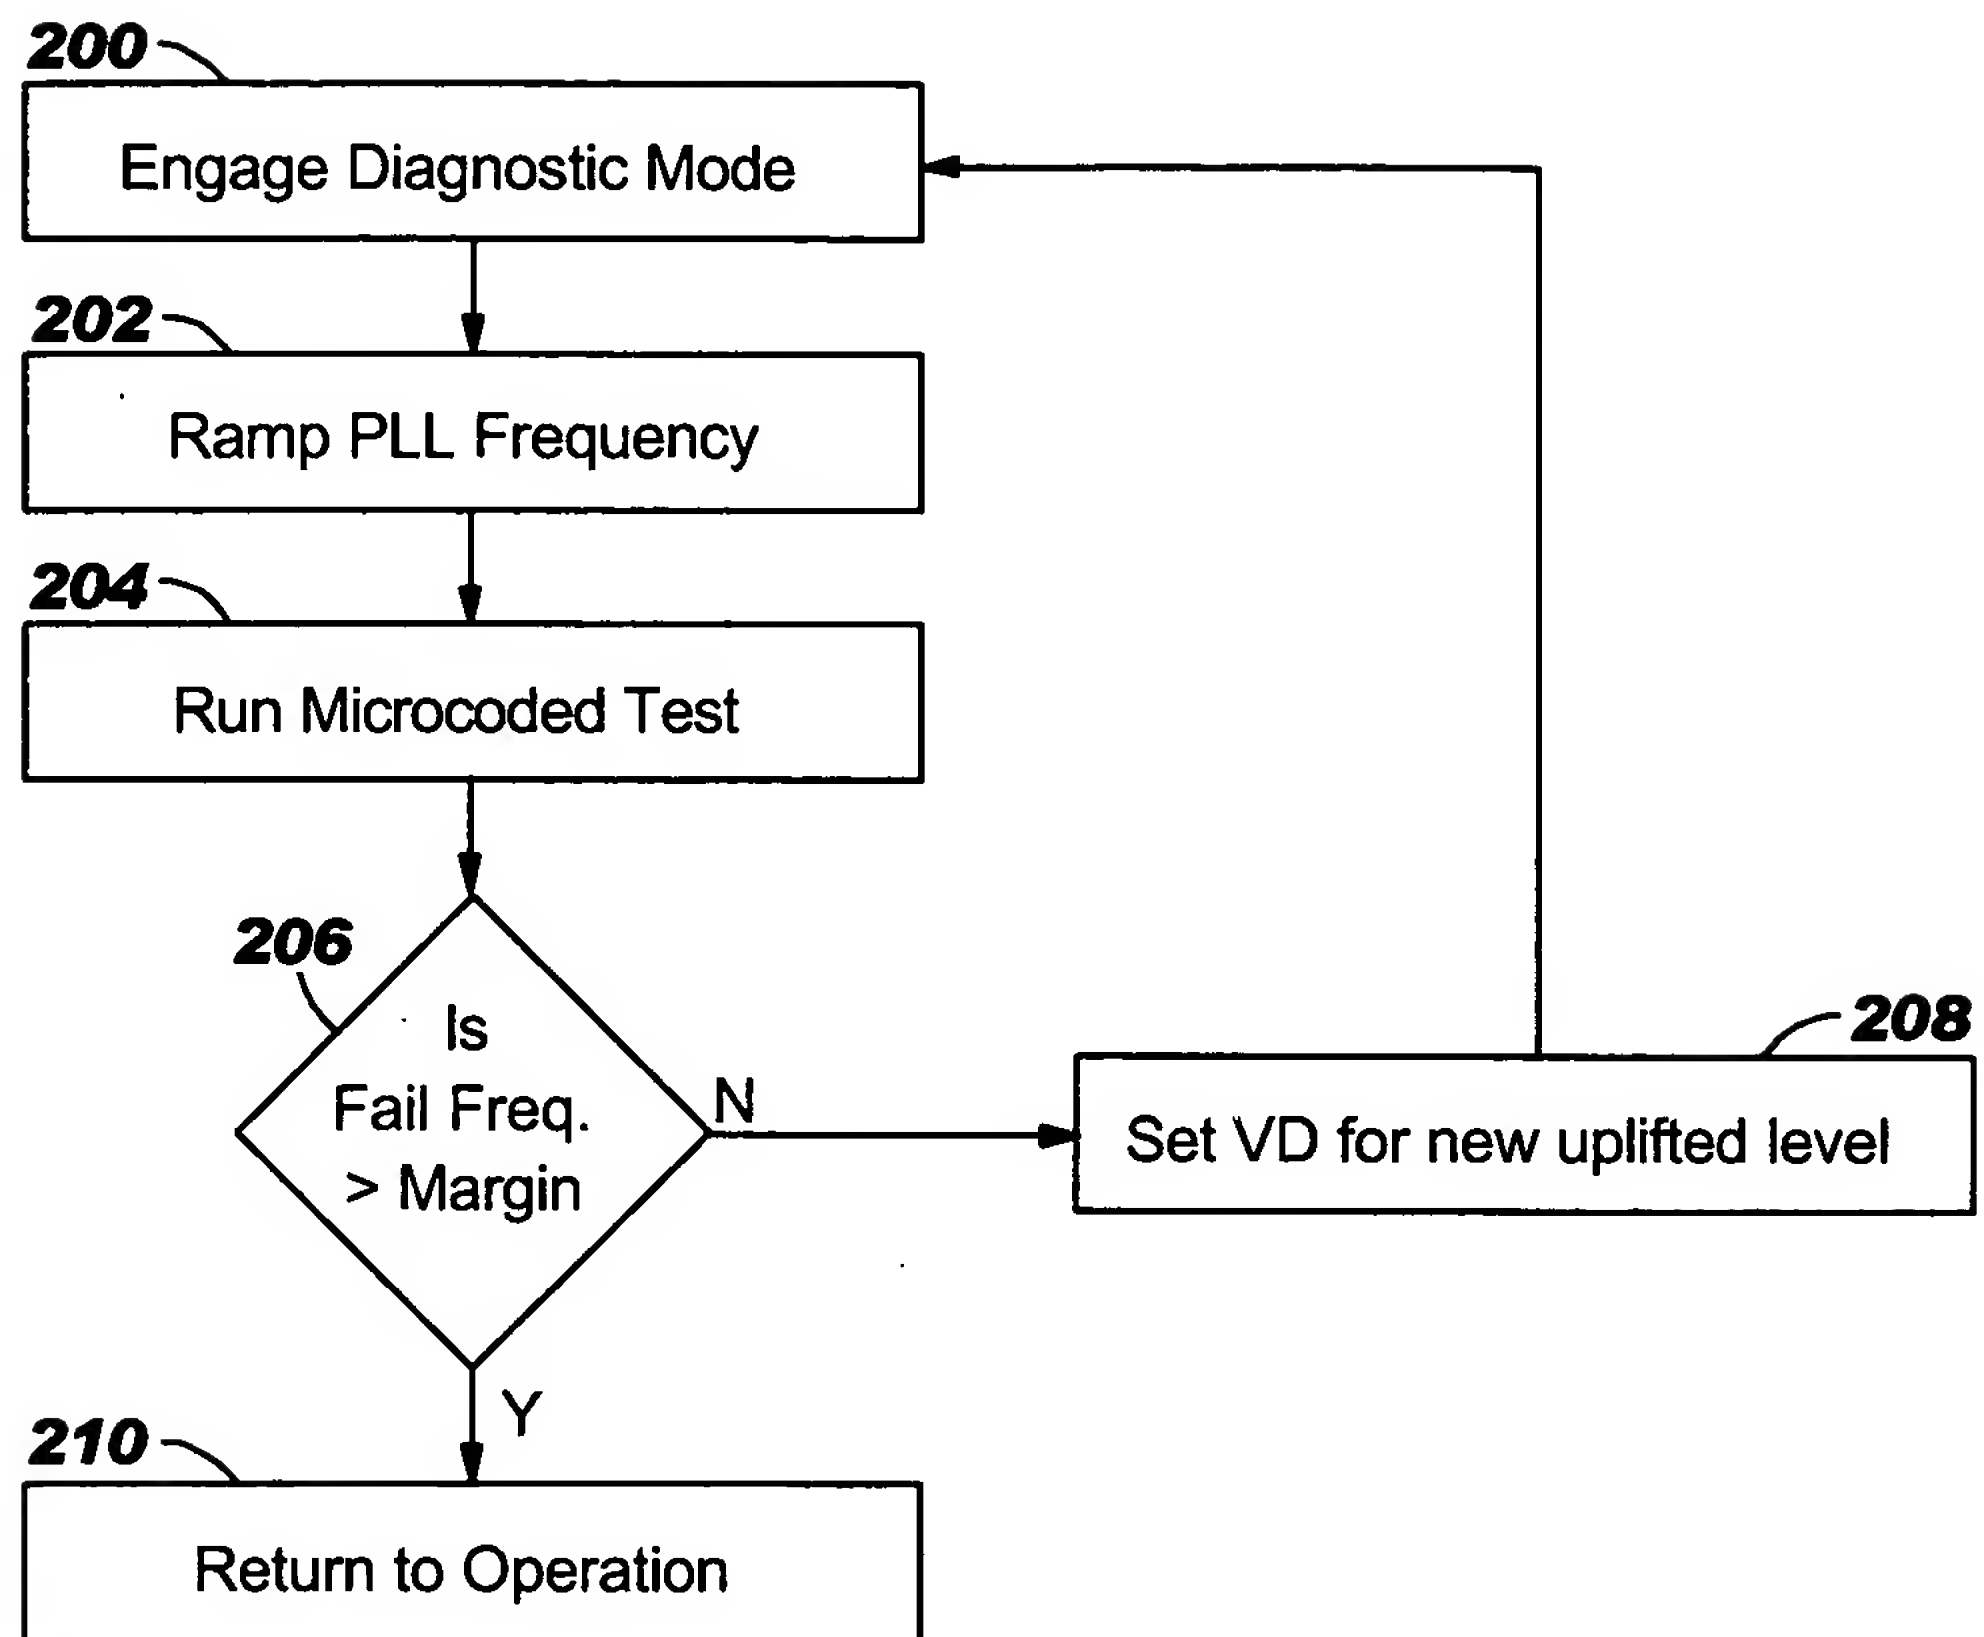 200
Engage Diagnostic Mode
202
Ramp PLL Frequency
204
Run Microcoded Test
206
Is
Fail Freq.
> Margin
N
208
Set VD for new uplifted level
Y
210
Return to Operation